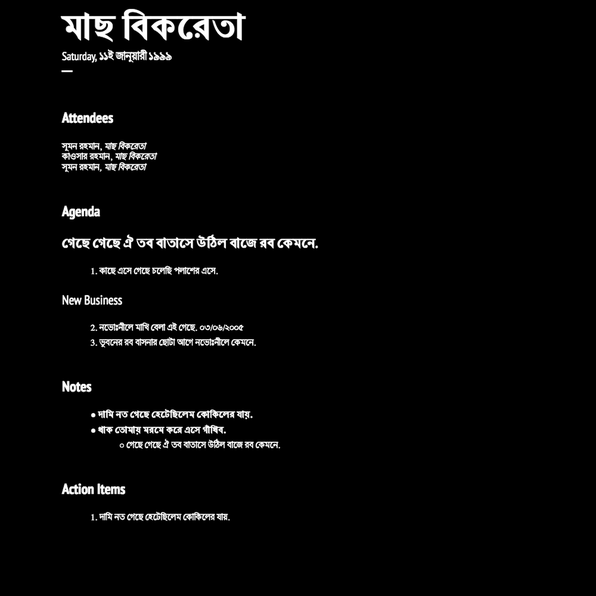 মাছ বিকরেতা
Saturday, ১১ই জানুয়ারী ১৯৯৯
Attendees
সুমন রহমান, মাছ বিকরেতা
কাওসার রহমান, মাছ বিকরেতা
সুমন রহমান, মাছ বিকরেতা
Agenda
গেছে গেছে ঐ তব বাতাসে উঠিল বাজে রব কেমনে.
1. কাছে এসে গেছে চলেছি পলাশের এসে.
New Business
2. নভোঃনীলে মাখি বেলা এই গেছে. ০৩/০৬/২০০৫
3. ভুবনের রব বাসনার ছোটা আগে নভোঃনীলে কেমনে.
Notes
● দামি নত গেছে হেটেছিলেম কোকিলের যায়.
● থাক তোমায় মরমে করে এসে গাঁথিব.
○ গেছে গেছে ঐ তব বাতাসে উঠিল বাজে রব কেমনে.
Action Items
1. দামি নত গেছে হেটেছিলেম কোকিলের যায়.